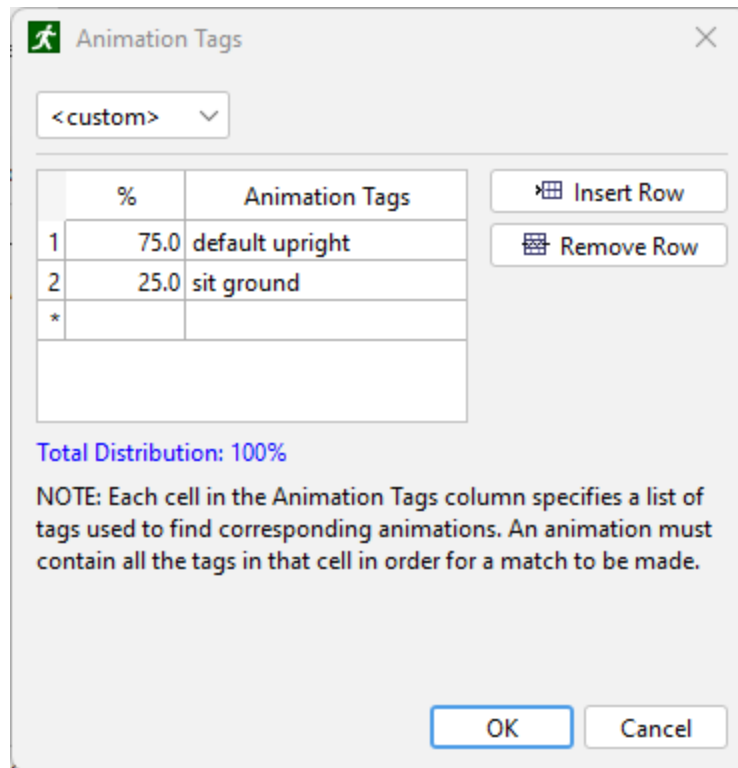 Animation Tags
<custom>
% Animation Tags
Insert Row
1 75.0 default upright
Remove Row
2 25.0 sit ground
*
Total Distribution: 100%
NOTE: Each cell in the Animation Tags column specifies a list of
tags used to find corresponding animations. An animation must
contain all the tags in that cell in order for a match to be made.
OK Cancel